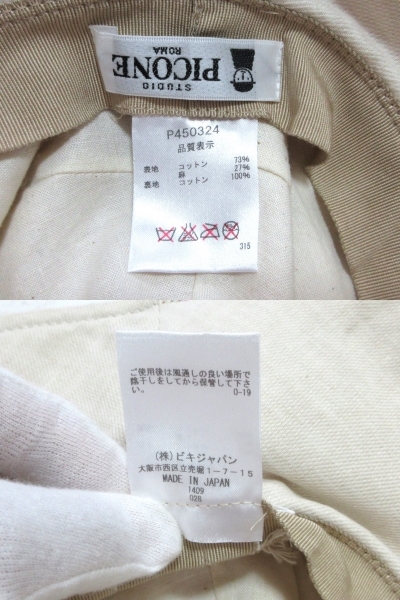 STUDIO
PICONE
ROMA
P450324
品質表示
表地 コットン 73%
麻 27%
裏地 コットン 100%
315
ご使用後は風通しの良い場所で
陰干しをしてから保管して下さ
い。 0-19
(株)ピキジャパン
大阪市西区立売堀1-7-15
MADE IN JAPAN
1409
028